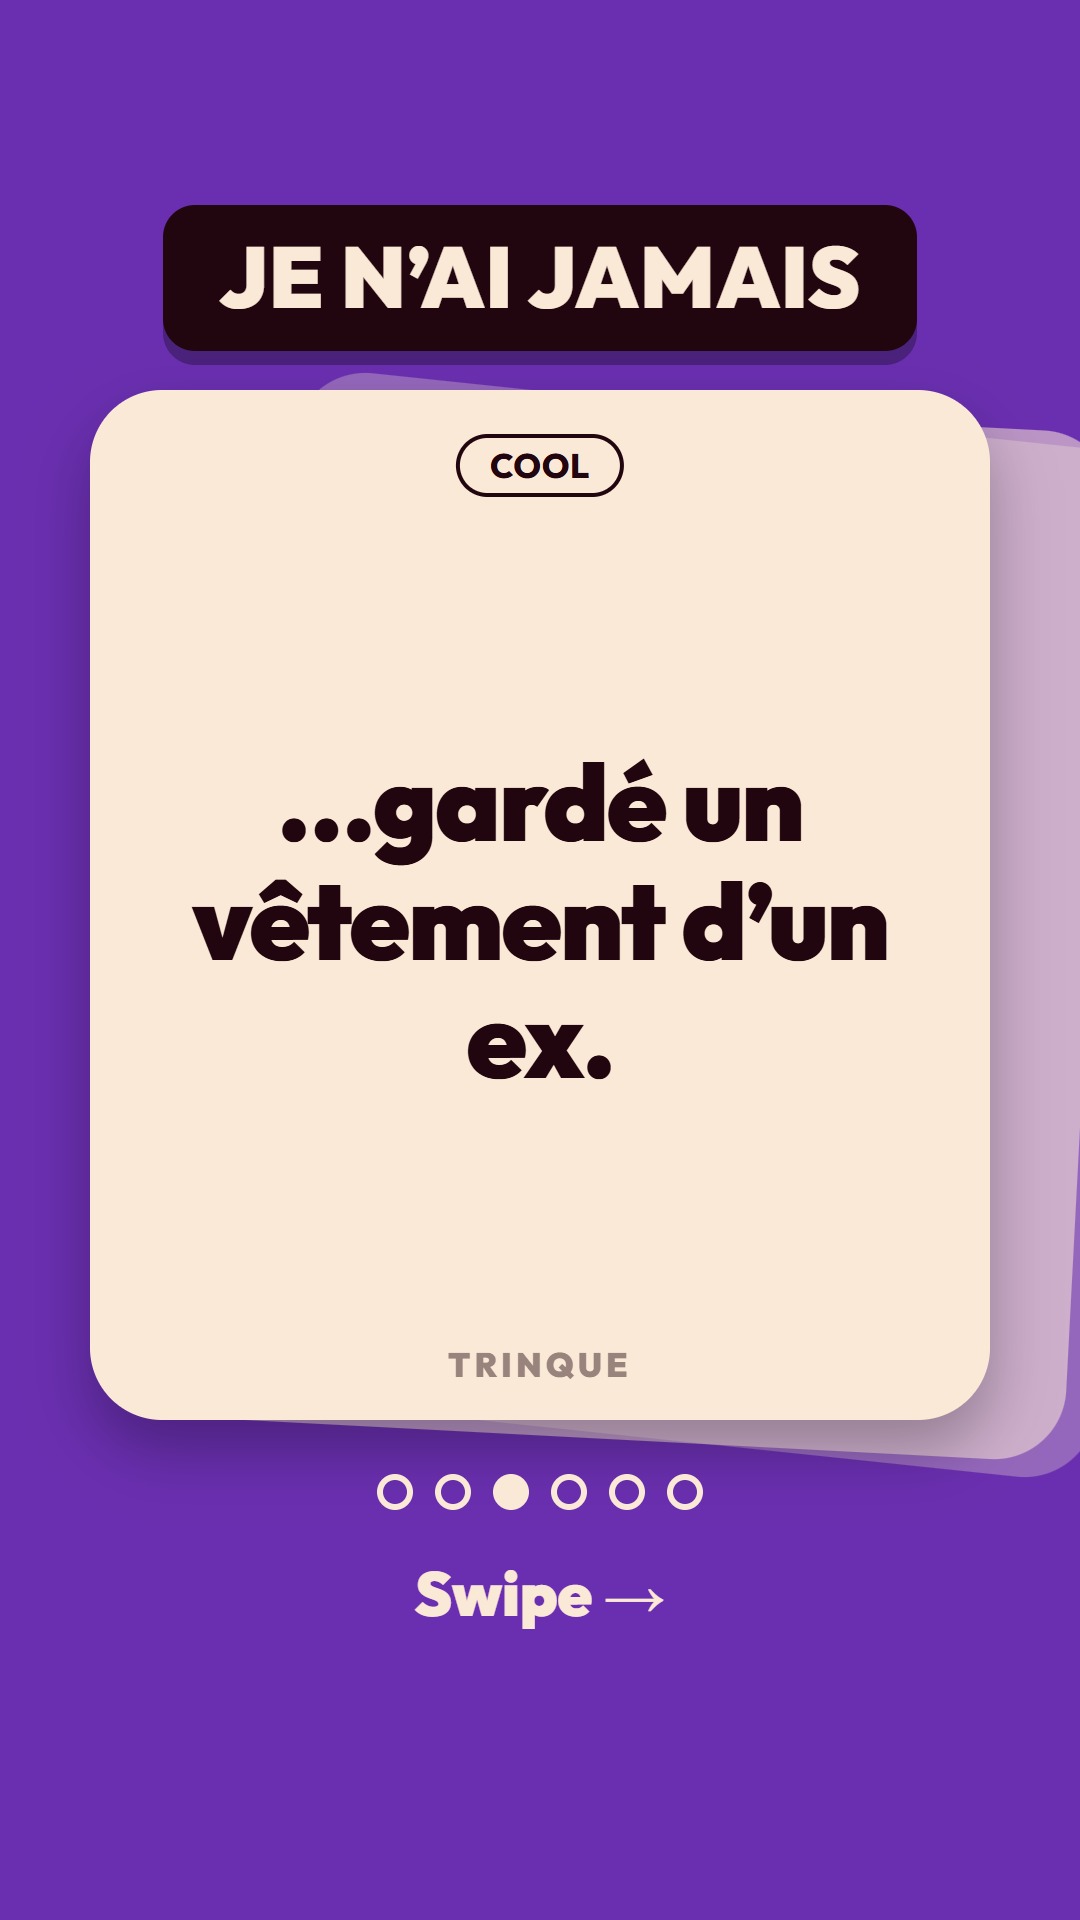 JE N’AI JAMAIS
COOL
...gardé un
vêtement d’un
ex.
TRINQUE
Swipe →